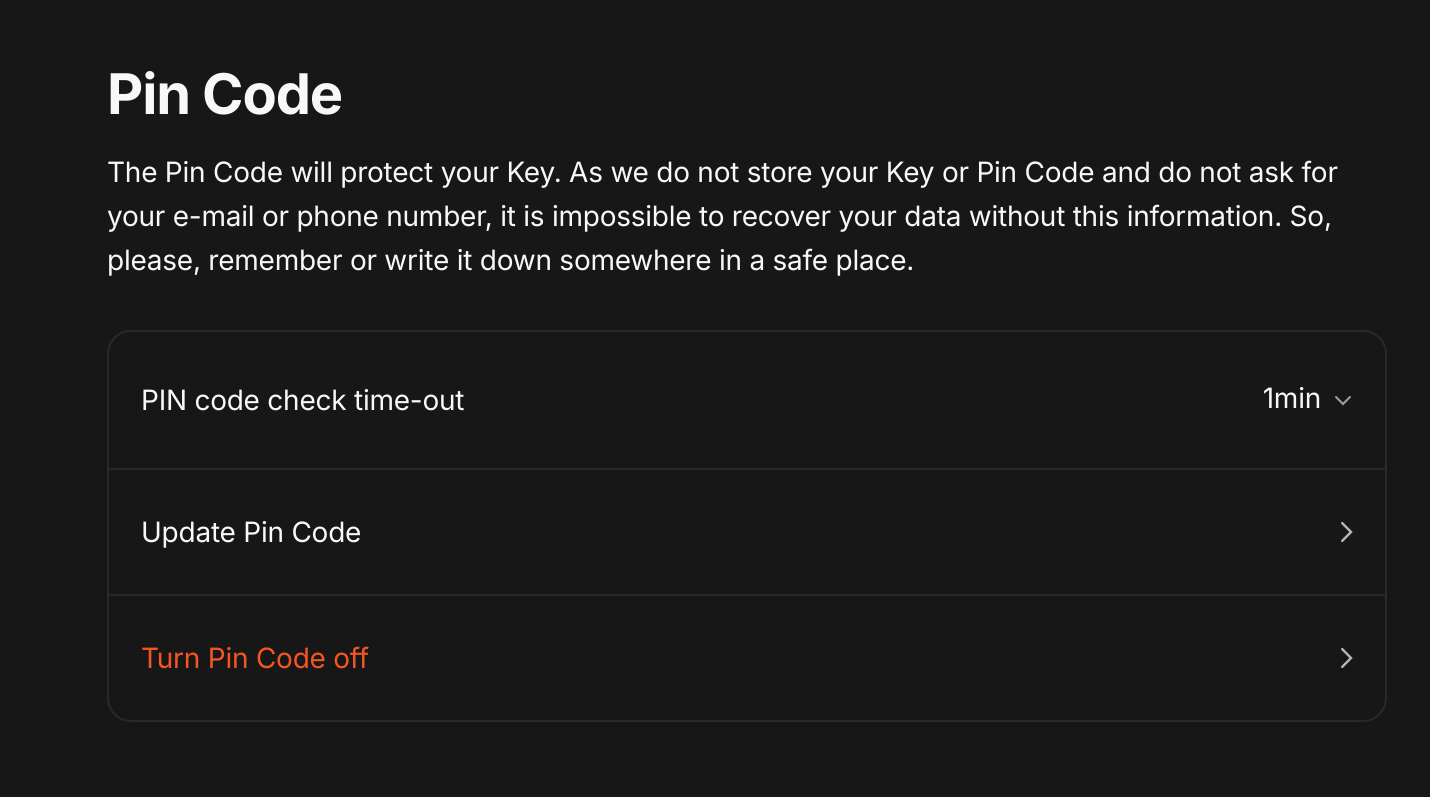 Pin Code
The Pin Code will protect your Key. As we do not store your Key or Pin Code and do not ask for
your e-mail or phone number, it is impossible to recover your data without this information. So,
please, remember or write it down somewhere in a safe place.
PIN code check time-out
1min
Update Pin Code
Turn Pin Code off